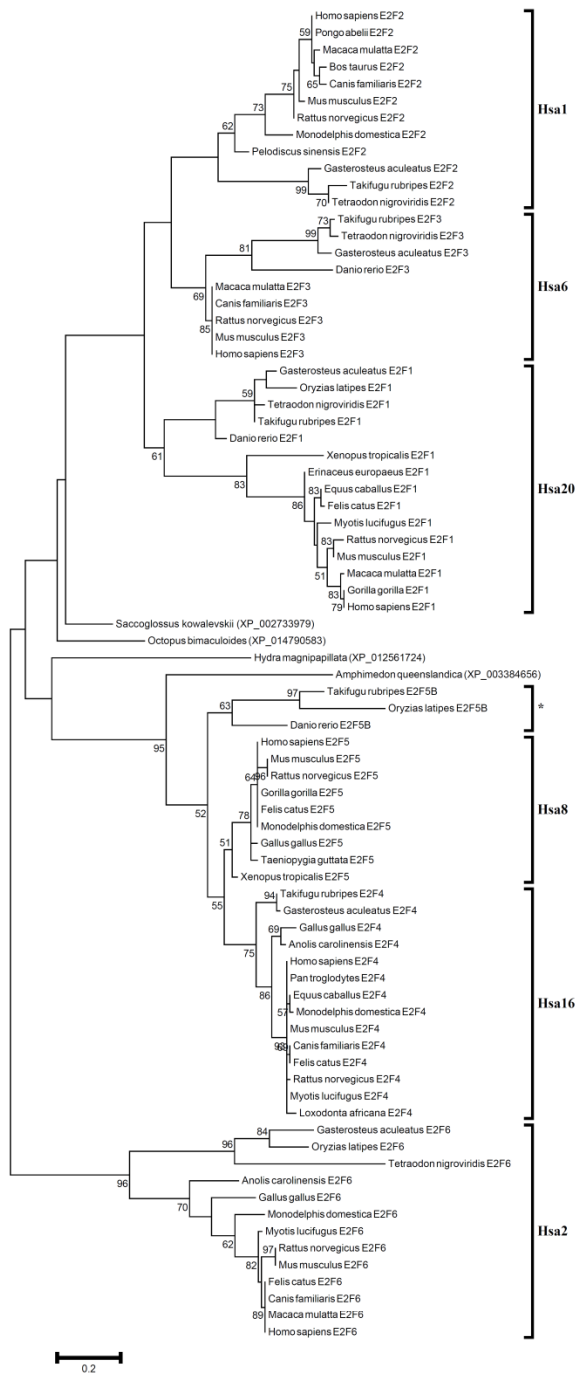 Homo sapiens E2F2
59
Pongo abelii E2F2
Macaca mulatta E2F2
Bos taurus E2F2
75
65
Canis familiaris E2F2
73
Mus musculus E2F2
Rattus norvegicus E2F2
62
Monodelphis domestica E2F2
Pelodiscus sinensis E2F2
Hsa1
Gasterosteus aculeatus E2F2
99
Takifugu rubripes E2F2
70
Tetraodon nigroviridis E2F2
73
Takifugu rubripes E2F3
99
Tetraodon nigroviridis E2F3
81
Gasterosteus aculeatus E2F3
Danio rerio E2F3
69
Macaca mulatta E2F3
Hsa6
Canis familiaris E2F3
85
Rattus norvegicus E2F3
Mus musculus E2F3
Homo sapiens E2F3
Gasterosteus aculeatus E2F1
59
Oryzias latipes E2F1
Tetraodon nigroviridis E2F1
Takifugu rubripes E2F1
Danio rerio E2F1
61
Xenopus tropicalis E2F1
83
Erinaceus europaeus E2F1
83
Equus caballus E2F1
Hsa20
86
Felis catus E2F1
Myotis lucifugus E2F1
83
Rattus norvegicus E2F1
Mus musculus E2F1
51
Macaca mulatta E2F1
83
Gorilla gorilla E2F1
79
Homo sapiens E2F1
Saccoglossus kowalevskii (XP_002733979)
Octopus bimaculoides (XP_014790583)
Hydra magnipapillata (XP_012561724)
Amphimedon queenslandica (XP_003384656)
95
97
Takifugu rubripes E2F5B
63
Oryzias latipes E2F5B
*
Danio rerio E2F5B
Homo sapiens E2F5
Mus musculus E2F5
64
96
Rattus norvegicus E2F5
52
Gorilla gorilla E2F5
78
Felis catus E2F5
Hsa8
Monodelphis domestica E2F5
51
Gallus gallus E2F5
Taeniopygia guttata E2F5
Xenopus tropicalis E2F5
55
94
Takifugu rubripes E2F4
Gasterosteus aculeatus E2F4
69
Gallus gallus E2F4
75
Anolis carolinensis E2F4
Homo sapiens E2F4
Pan troglodytes E2F4
86
Equus caballus E2F4
Hsa16
57
Monodelphis domestica E2F4
Mus musculus E2F4
Canis familiaris E2F4
Felis catus E2F4
Rattus norvegicus E2F4
Myotis lucifugus E2F4
Loxodonta africana E2F4
84
Gasterosteus aculeatus E2F6
96
Oryzias latipes E2F6
Tetraodon nigroviridis E2F6
96
Anolis carolinensis E2F6
70
Gallus gallus E2F6
Monodelphis domestica E2F6
Hsa2
62
Myotis lucifugus E2F6
97
Rattus norvegicus E2F6
82
Mus musculus E2F6
Felis catus E2F6
Canis familiaris E2F6
89
Macaca mulatta E2F6
Homo sapiens E2F6
0.2